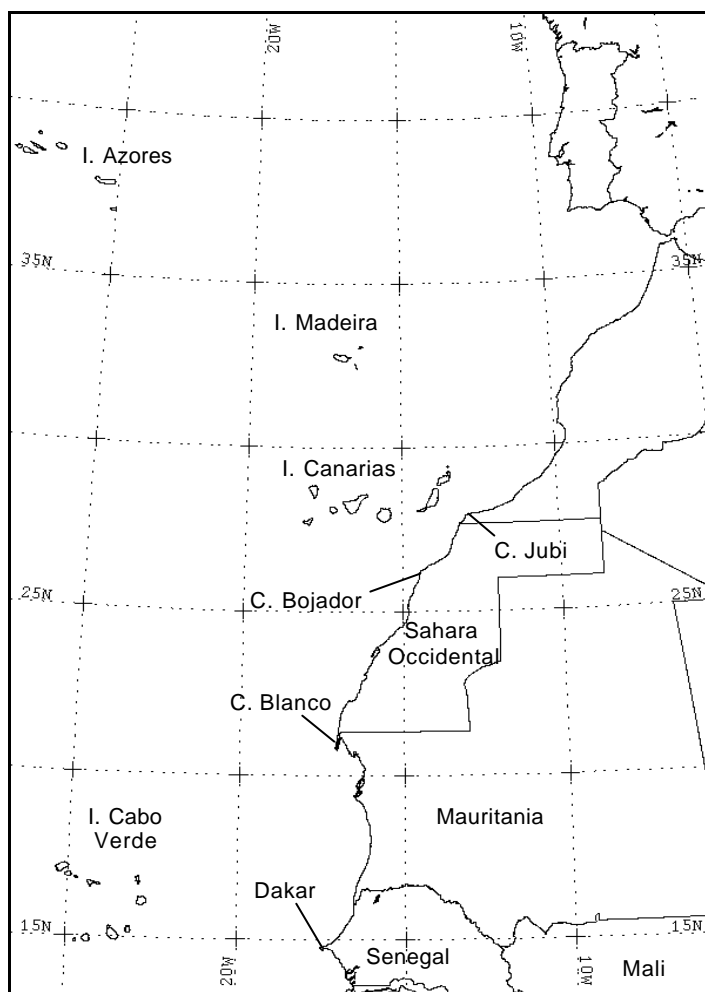 20W
10W
I. Azores
35N
35N
I. Madeira
I. Canarias
C. Jubi
C. Bojador
25N
25N
Sahara
Occidental
C. Blanco
I. Cabo
Verde
Mauritania
Dakar
15N
15N
Senegal
Mali
20W
10W